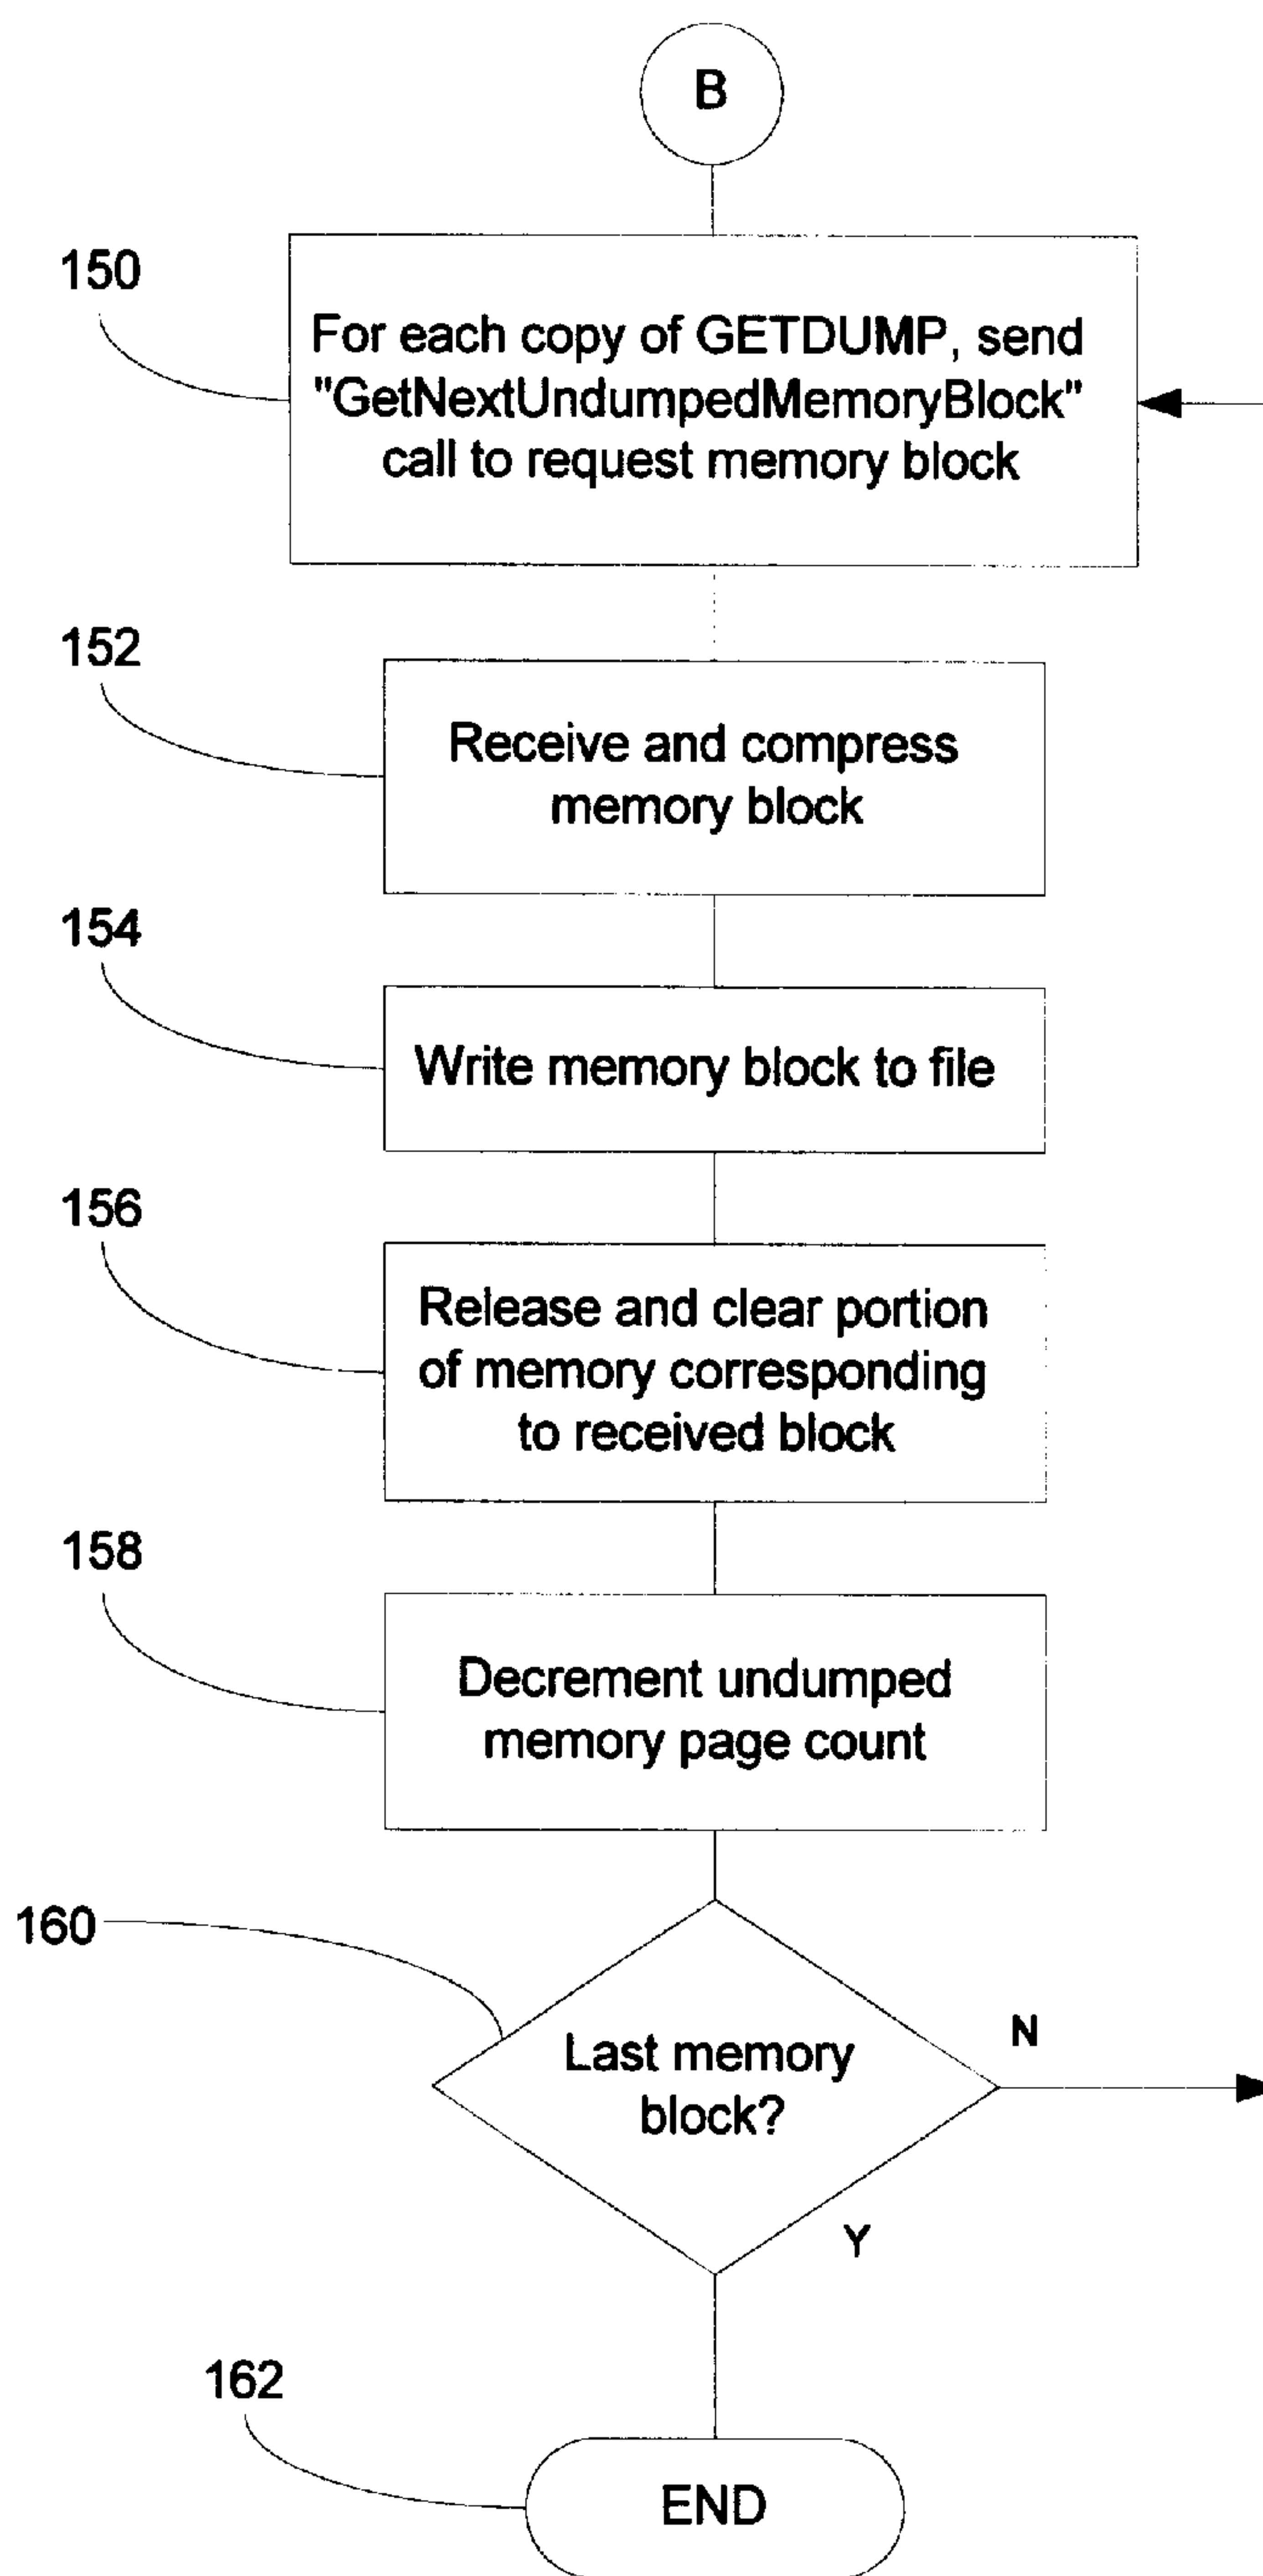 B
150
For each copy of GETDUMP, send
"GetNextUndumpedMemoryBlock"
call to request memory block
152
Receive and compress
memory block
154
Write memory block to file
156
Release and clear portion
of memory corresponding
to received block
158
Decrement undumped
memory page count
160
Last memory
block?
N
Y
162
END